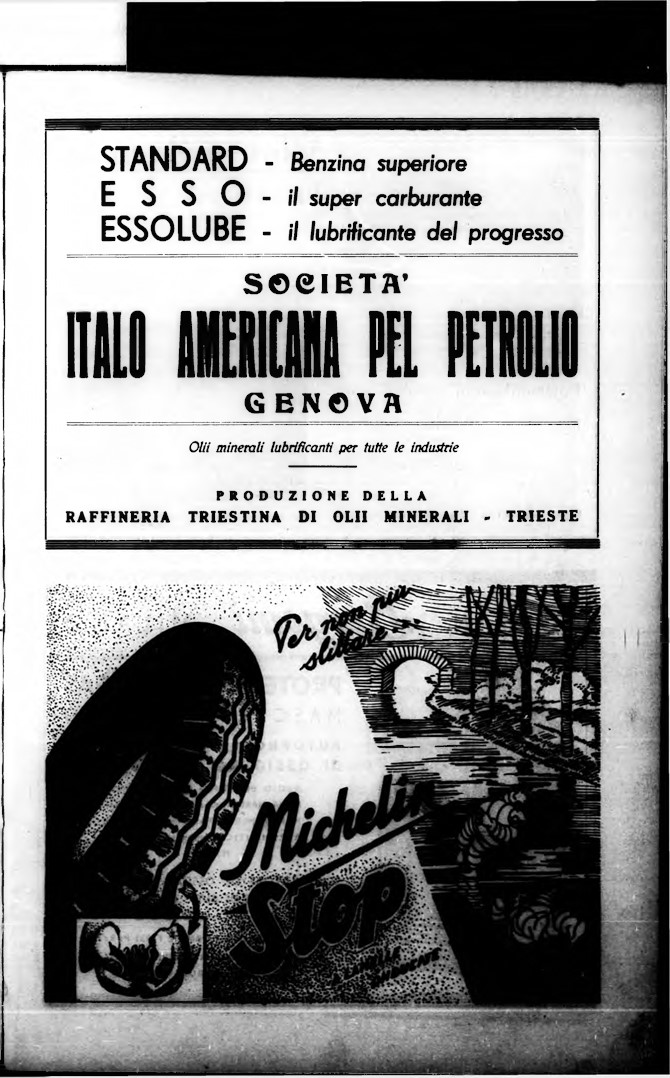 STANDARD - Benzina superiore
ESSO - il super carburante
ESSOLUBE - il lubrificante del progresso
SOCIETA'
ITALO AMERICANA PEL PETROLIO
GENOVA
Olii minerali lubrificanti per tutte le industrie
PRODUZIONE DELLA
RAFFINERIA TRIESTINA DI OLII MINERALI - TRIESTE
Per non più
slittare...
Michelin
Stop